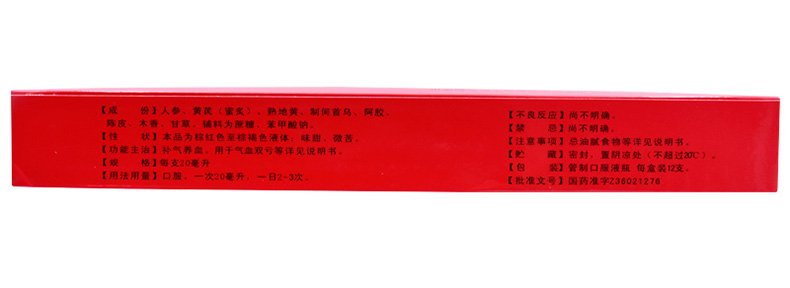 【成　份】人参、黄芪(蜜炙)、熟地黄、制何首乌、阿胶、
陈皮、木香、甘草。辅料为蔗糖、苯甲酸钠。
【性　状】本品为棕红色至棕褐色液体；味甜、微苦。
【功能主治】补气养血。用于气血双亏等详见说明书。
【规　格】每支20毫升
【用法用量】口服。一次20毫升，一日2-3次。
【不良反应】尚不明确。
【禁　忌】尚不明确。
【注意事项】忌油腻食物等详见说明书。
【贮　藏】密封，置阴凉处(不超过20℃)。
【包　装】管制口服液瓶 每盒装12支。
【批准文号】国药准字Z36021276